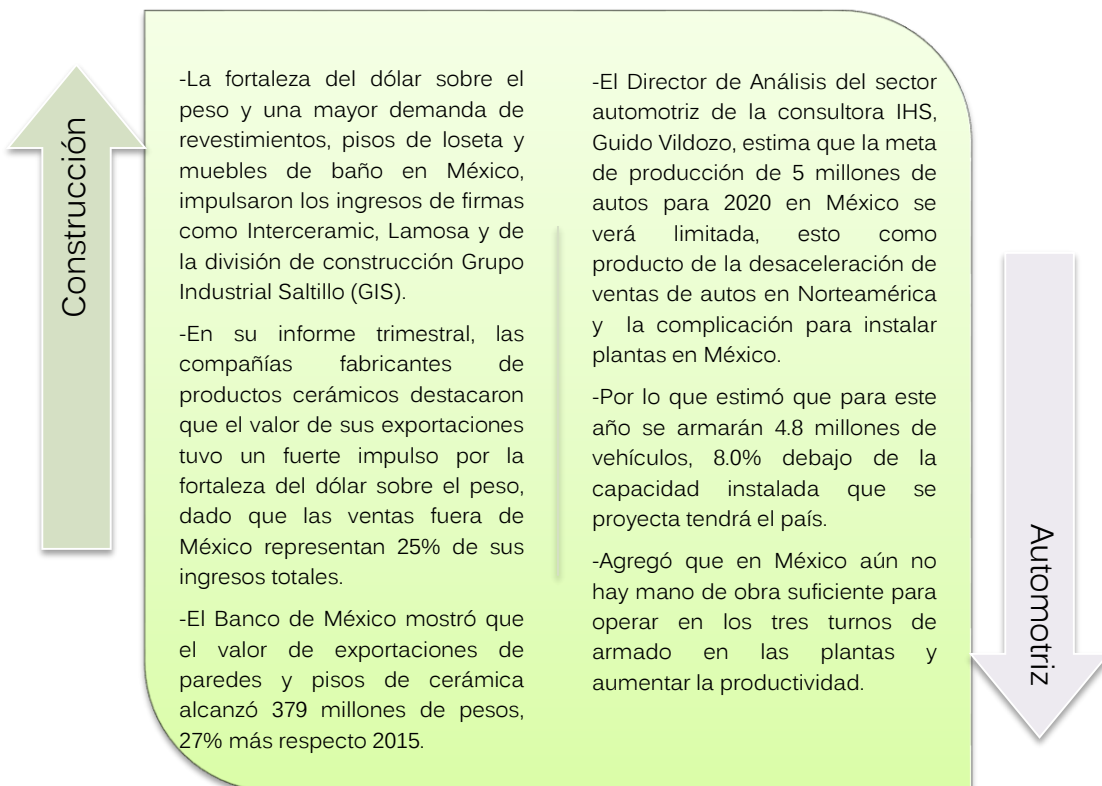 Construcción
-La fortaleza del dólar sobre el
peso y una mayor demanda de
revestimientos, pisos de loseta y
muebles de baño en México,
impulsaron los ingresos de firmas
como Interceramic, Lamosa y de
la división de construcción Grupo
Industrial Saltillo (GIS).
-En su informe trimestral, las
compañías fabricantes de
productos cerámicos destacaron
que el valor de sus exportaciones
tuvo un fuerte impulso por la
fortaleza del dólar sobre el peso,
dado que las ventas fuera de
México representan 25% de sus
ingresos totales.
-El Banco de México mostró que
el valor de exportaciones de
paredes y pisos de cerámica
alcanzó 379 millones de pesos,
27% más respecto 2015.
-El Director de Análisis del sector
automotriz de la consultora IHS,
Guido Vildozo, estima que la meta
de producción de 5 millones de
autos para 2020 en México se
verá limitada, esto como
producto de la desaceleración de
ventas de autos en Norteamérica
y la complicación para instalar
plantas en México.
-Por lo que estimó que para este
año se armarán 4.8 millones de
vehículos, 8.0% debajo de la
capacidad instalada que se
proyecta tendrá el país.
-Agregó que en México aún no
hay mano de obra suficiente para
operar en los tres turnos de
armado en las plantas y
aumentar la productividad.
Automotriz